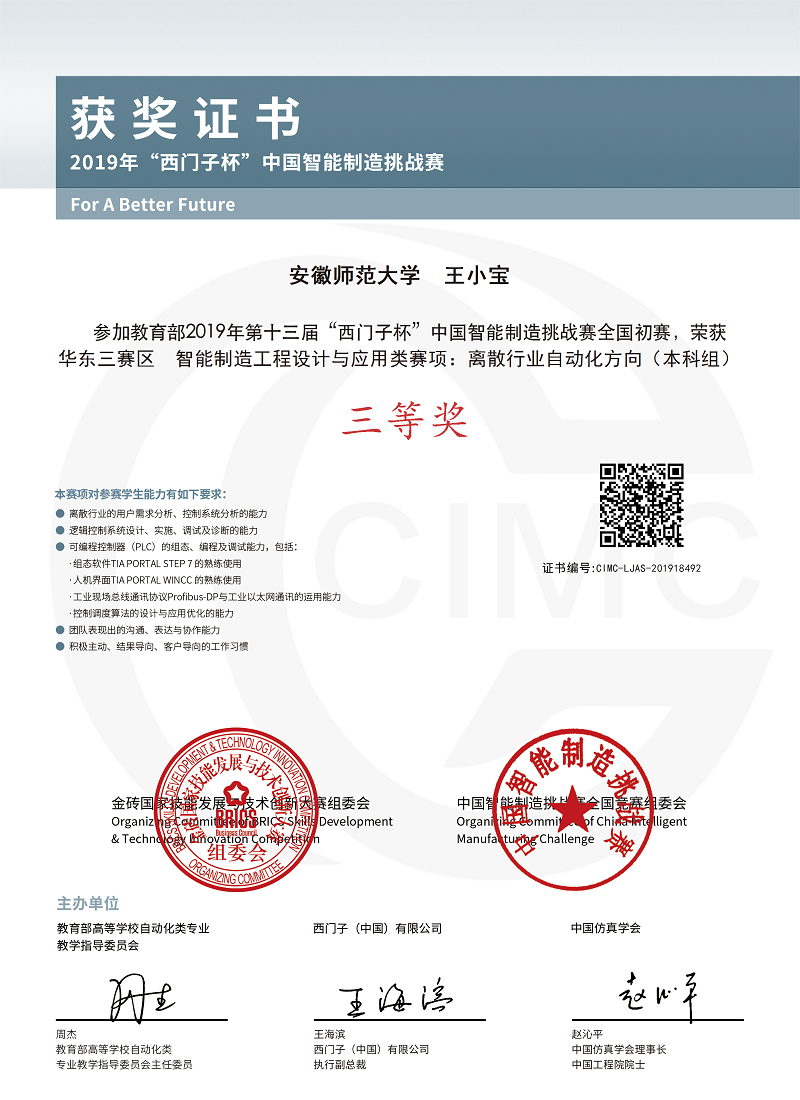 获奖证书
2019年“西门子杯”中国智能制造挑战赛
For A Better Future
安徽师范大学 王小宝
参加教育部2019年第十三届“西门子杯”中国智能制造挑战赛全国初赛，荣获
华东三赛区 智能制造工程设计与应用类赛项：离散行业自动化方向（本科组）
三等奖
CIMC
证书编号:CIMC-LJAS-201918492
本赛项对参赛学生能力有如下要求：
● 离散行业的用户需求分析、控制系统分析的能力
● 逻辑控制系统设计、实施、调试及诊断的能力
● 可编程控制器（PLC）的组态、编程及调试能力，包括：
·组态软件TIA PORTAL STEP 7 的熟练使用
·人机界面TIA PORTAL WINCC 的熟练使用
·工业现场总线通讯协议Profibus-DP与工业以太网通讯的运用能力
·控制调度算法的设计与应用优化的能力
● 团队表现出的沟通、表达与协作能力
● 积极主动、结果导向、客户导向的工作习惯
金砖国家技能发展与技术创新大赛组委会
Organizing Committee of BRICS Skills Development
& Technology Innovation Competition
BRICS SKILLS DEVELOPMENT & TECHNOLOGY INNOVATION COMPETITION
金砖国家技能发展与技术创新大赛
BRICS
Business Council
组委会
ORGANIZING COMMITTEE
中国智能制造挑战赛全国竞赛组委会
Organizing Committee of China Intelligent
Manufacturing Challenge
中国智能制造挑战赛
主办单位
教育部高等学校自动化类专业
教学指导委员会
西门子（中国）有限公司
中国仿真学会
王海滨
赵沁平
周杰
教育部高等学校自动化类
专业教学指导委员会主任委员
王海滨
西门子（中国）有限公司
执行副总裁
赵沁平
中国仿真学会理事长
中国工程院院士